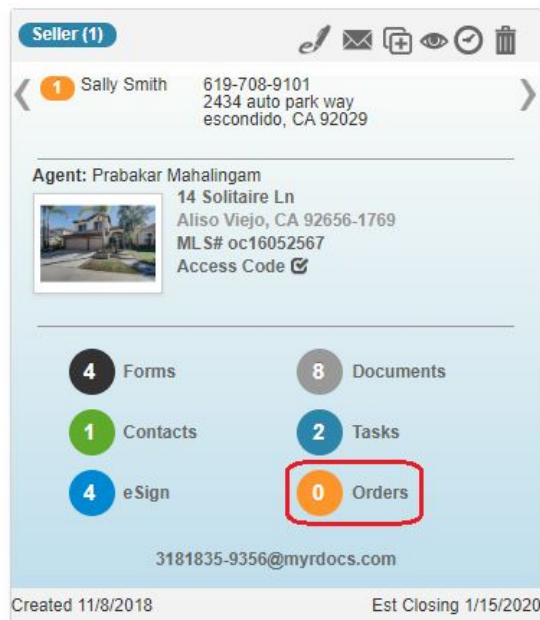 Seller (1)
1 Sally Smith 619-708-9101
2434 auto park way
escondido, CA 92029
Agent: Prabakar Mahalingam
14 Solitaire Ln
Aliso Viejo, CA 92656-1769
MLS# oc16052567
Access Code
4 Forms 8 Documents
1 Contacts 2 Tasks
4 eSign 0 Orders
3181835-9356@myrdocs.com
Created 11/8/2018 Est Closing 1/15/2020